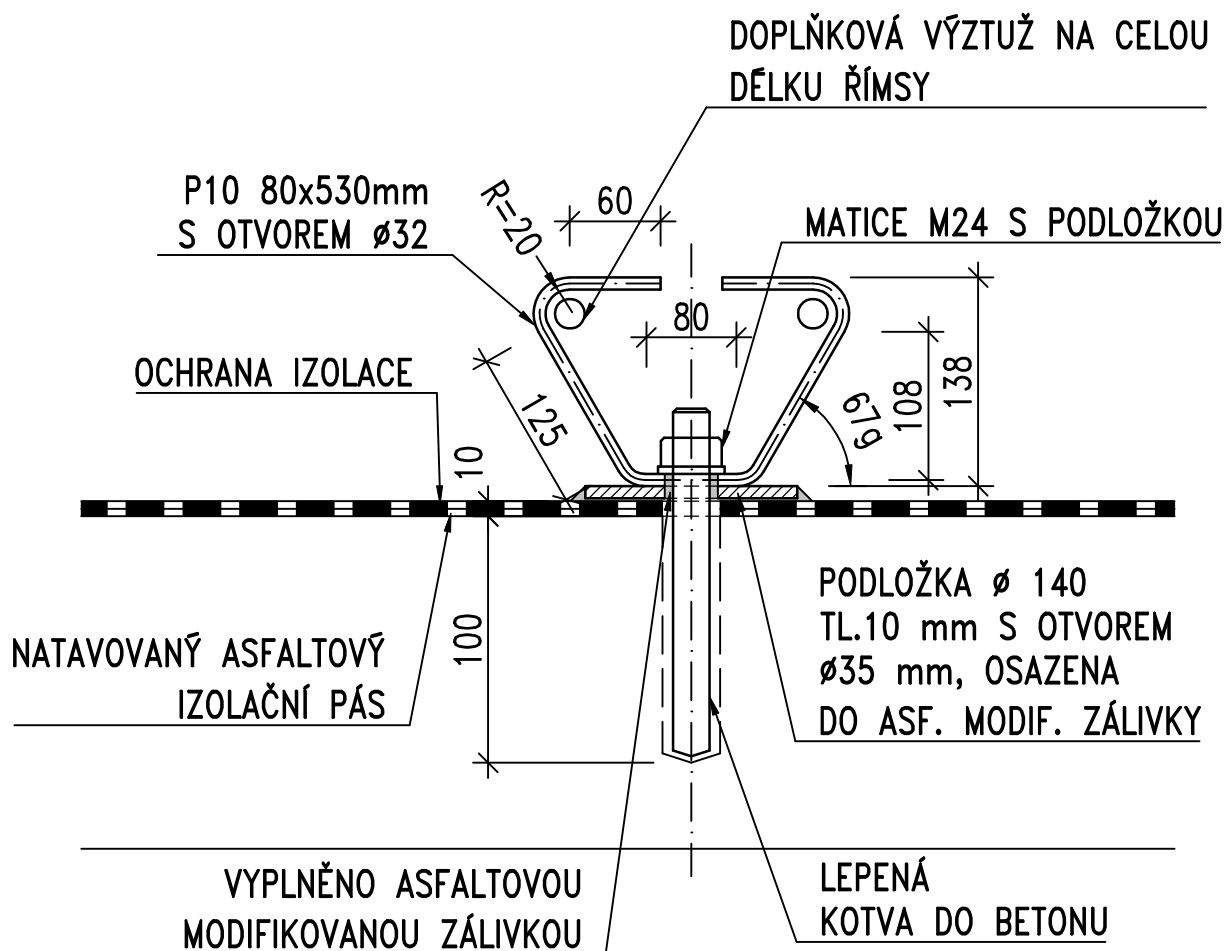 DOPLŇKOVÁ VÝZTUŽ NA CELOU
DÉLKU ŘÍMSY
P10 80x530mm
S OTVOREM ø32
R=20
60
MATICE M24 S PODLOŽKOU
80
OCHRANA IZOLACE
125
67g
108
138
10
100
NATAVOVANÝ ASFALTOVÝ
IZOLAČNÍ PÁS
PODLOŽKA ø 140
TL.10 mm S OTVOREM
ø35 mm, OSAZENA
DO ASF. MODIF. ZÁLIVKY
VYPLNĚNO ASFALTOVOU
MODIFIKOVANOU ZÁLIVKOU
LEPENÁ
KOTVA DO BETONU